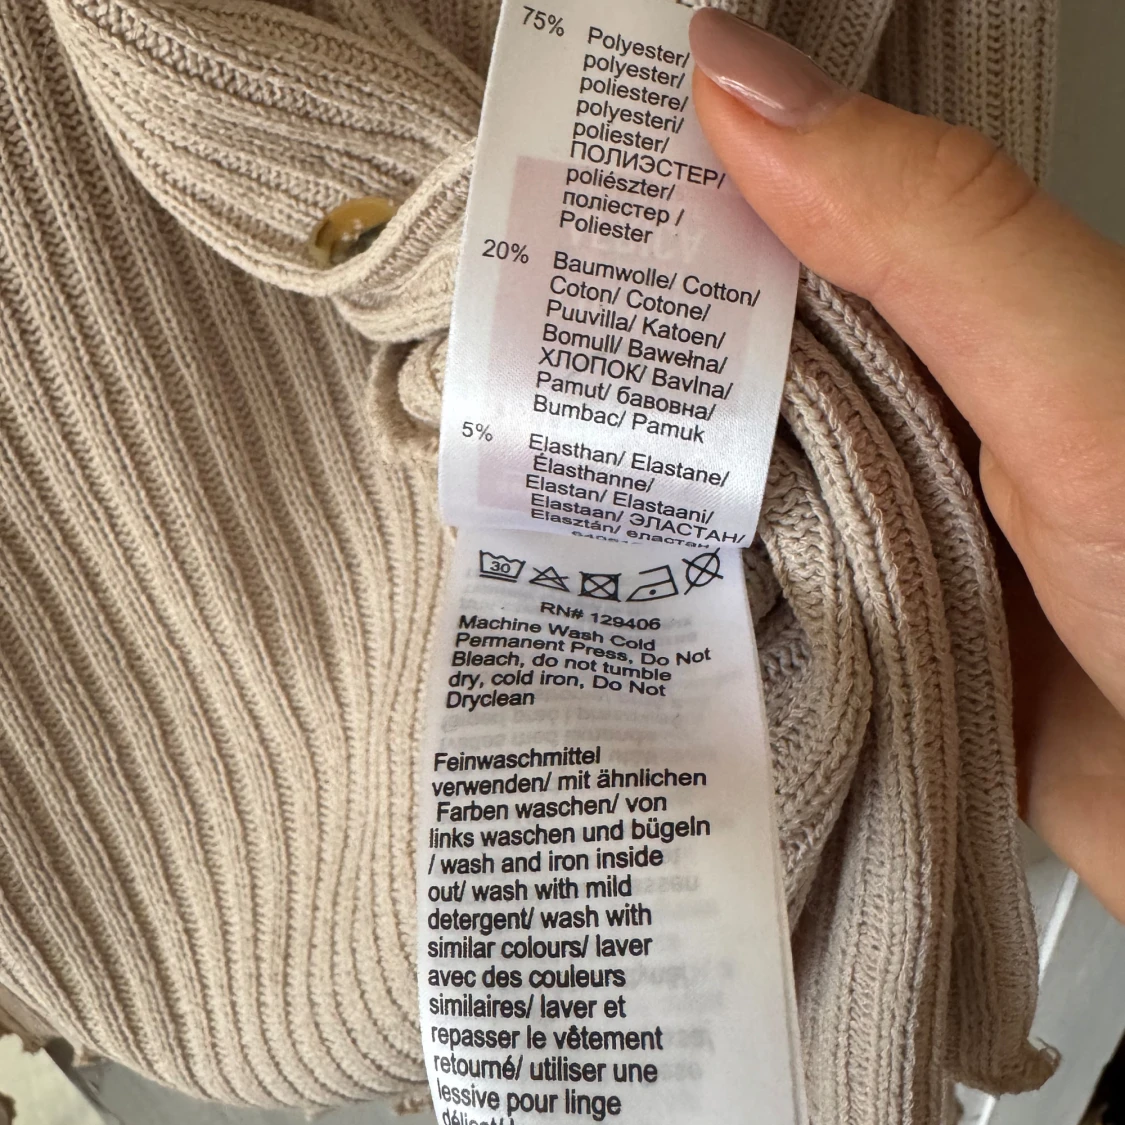 75% Polyester/
polyester/
poliestere/
polyesteri/
poliester/
ПОЛИЭСТЕР/
poliészter/
поліестер /
Poliester
20% Baumwolle/ Cotton/
Coton/ Cotone/
Puuvilla/ Katoen/
Bomull/ Bawełna/
ХЛОПОК/ Bavlna/
Pamut/ бавовна/
Bumbac/ Pamuk
5% Elasthan/ Elastane/
Élasthanne/
Elastan/ Elastaani/
Elastaan/ ЭЛАСТАН/
Elasztán/ еластан
30
RN# 129406
Machine Wash Cold
Permanent Press, Do Not
Bleach, do not tumble
dry, cold iron, Do Not
Dryclean
Feinwaschmittel
verwenden/ mit ähnlichen
Farben waschen/ von
links waschen und bügeln
/ wash and iron inside
out/ wash with mild
detergent/ wash with
similar colours/ laver
avec des couleurs
similaires/ laver et
repasser le vêtement
retourné/ utiliser une
lessive pour linge